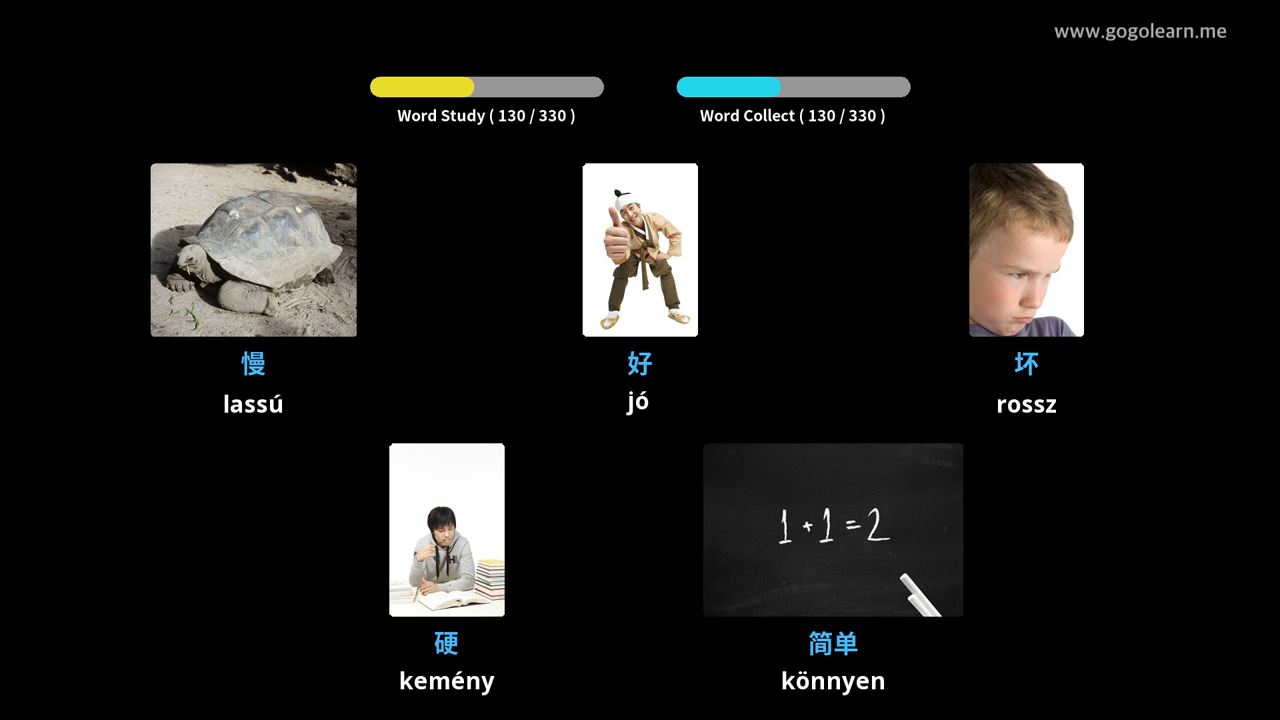 www.gogolearn.me
Word Study ( 130 / 330 )
Word Collect ( 130 / 330 )
慢
lassú
好
jó
坏
rossz
1 + 1 = 2
硬
kemény
简单
könnyen